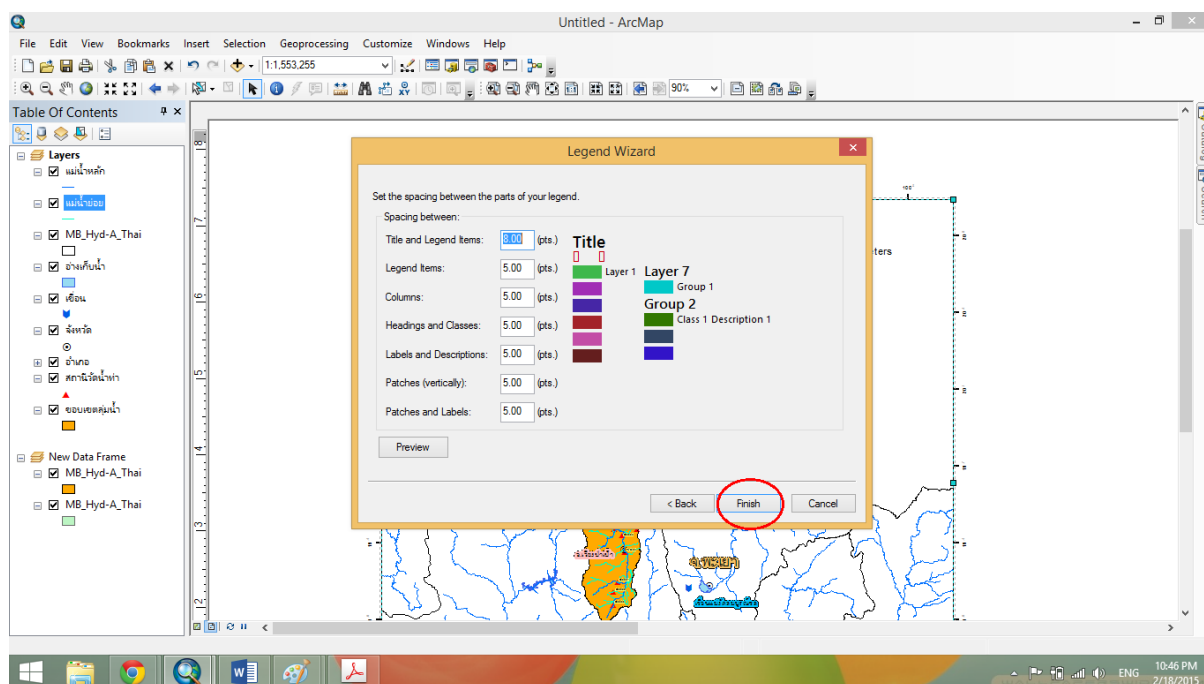 Untitled - ArcMap
File Edit View Bookmarks Insert Selection Geoprocessing Customize Windows Help
1:1,553,255
90%
Table Of Contents
Layers
แม่น้ำหลัก
แม่น้ำย่อย
MB_Hyd-A_Thai
อ่างเก็บน้ำ
เขื่อน
จังหวัด
อำเภอ
สถานีวัดน้ำท่า
ขอบเขตลุ่มน้ำ
New Data Frame
MB_Hyd-A_Thai
MB_Hyd-A_Thai
Legend Wizard
Set the spacing between the parts of your legend.
Spacing between:
Title and Legend Items: 8.00 (pts.)
Legend Items: 5.00 (pts.)
Columns: 5.00 (pts.)
Headings and Classes: 5.00 (pts.)
Labels and Descriptions: 5.00 (pts.)
Patches (vertically): 5.00 (pts.)
Patches and Labels: 5.00 (pts.)
Title
Layer 1
Layer 7
Group 1
Group 2
Class 1 Description 1
Preview
< Back
Finish
Cancel
ters
ENG
10:46 PM
2/18/2015